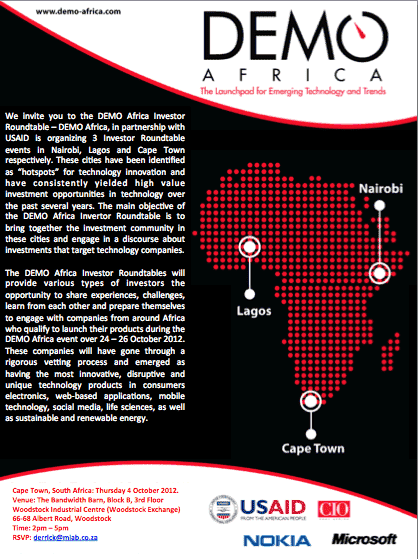 www.demo-africa.com
DEMO
AFRICA
The Launchpad for Emerging Technology and Trends
We invite you to the DEMO Africa Investor
Roundtable – DEMO Africa, in partnership with
USAID is organizing 3 Investor Roundtable
events in Nairobi, Lagos and Cape Town
respectively. These cities have been identified
as “hotspots” for technology innovation and
have consistently yielded high value
investment opportunities in technology over
the past several years. The main objective of
the DEMO Africa Invertor Roundtable is to
bring together the investment community in
these cities and engage in a discourse about
investments that target technology companies.
The DEMO Africa Investor Roundtables will
provide various types of investors the
opportunity to share experiences, challenges,
learn from each other and prepare themselves
to engage with companies from around Africa
who qualify to launch their products during the
DEMO Africa event over 24 – 26 October 2012.
These companies will have gone through a
rigorous vetting process and emerged as
having the most innovative, disruptive and
unique technology products in consumers
electronics, web-based applications, mobile
technology, social media, life sciences, as well
as sustainable and renewable energy.
Nairobi
Lagos
Cape Town
Cape Town, South Africa: Thursday 4 October 2012.
Venue: The Bandwidth Barn, Block B, 3rd Floor
Woodstock Industrial Centre (Woodstock Exchange)
66-68 Albert Road, Woodstock
Time: 2pm – 5pm
RSVP: derrick@miab.co.za
USAID
FROM THE AMERICAN PEOPLE
CIO
NOKIA
Microsoft